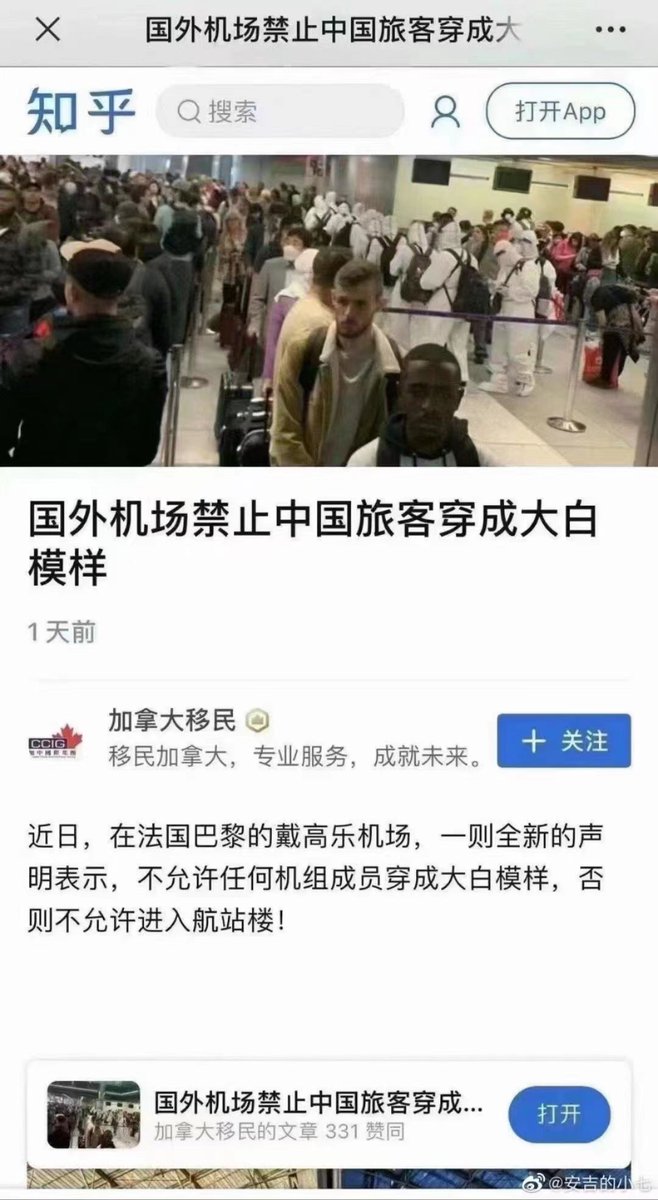 国外机场禁止中国旅客穿成大
知乎
搜索
打开App
国外机场禁止中国旅客穿成大白
模样
1 天前
CCIG
加拿大移民
移民加拿大，专业服务，成就未来。
关注
近日，在法国巴黎的戴高乐机场，一则全新的声
明表示，不允许任何机组成员穿成大白模样，否
则不允许进入航站楼！
国外机场禁止中国旅客穿成...
加拿大移民的文章 331 赞同
打开
@安吉的小七